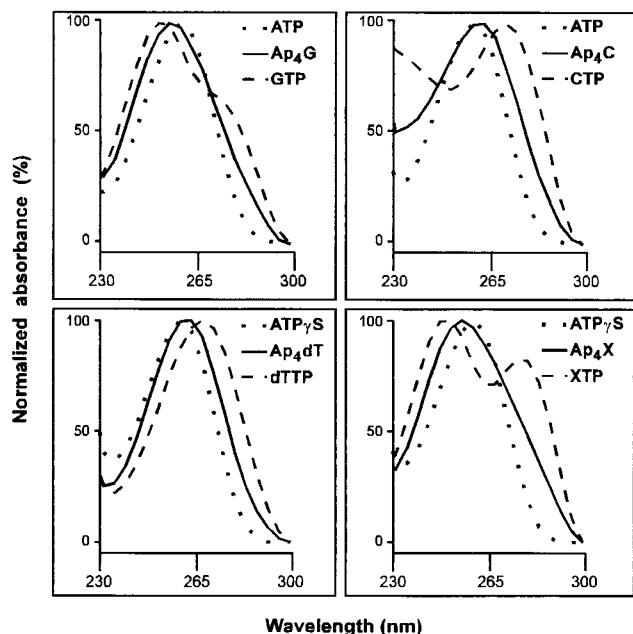 100
50
0
230
265
300
ATP
Ap₄G
GTP
100
50
0
230
265
300
ATP
Ap₄C
CTP
100
50
0
230
265
300
ATPγS
Ap₄dT
dTTP
100
50
0
230
265
300
ATPγS
Ap₄X
XTP
Normalized absorbance (%)
Wavelength (nm)